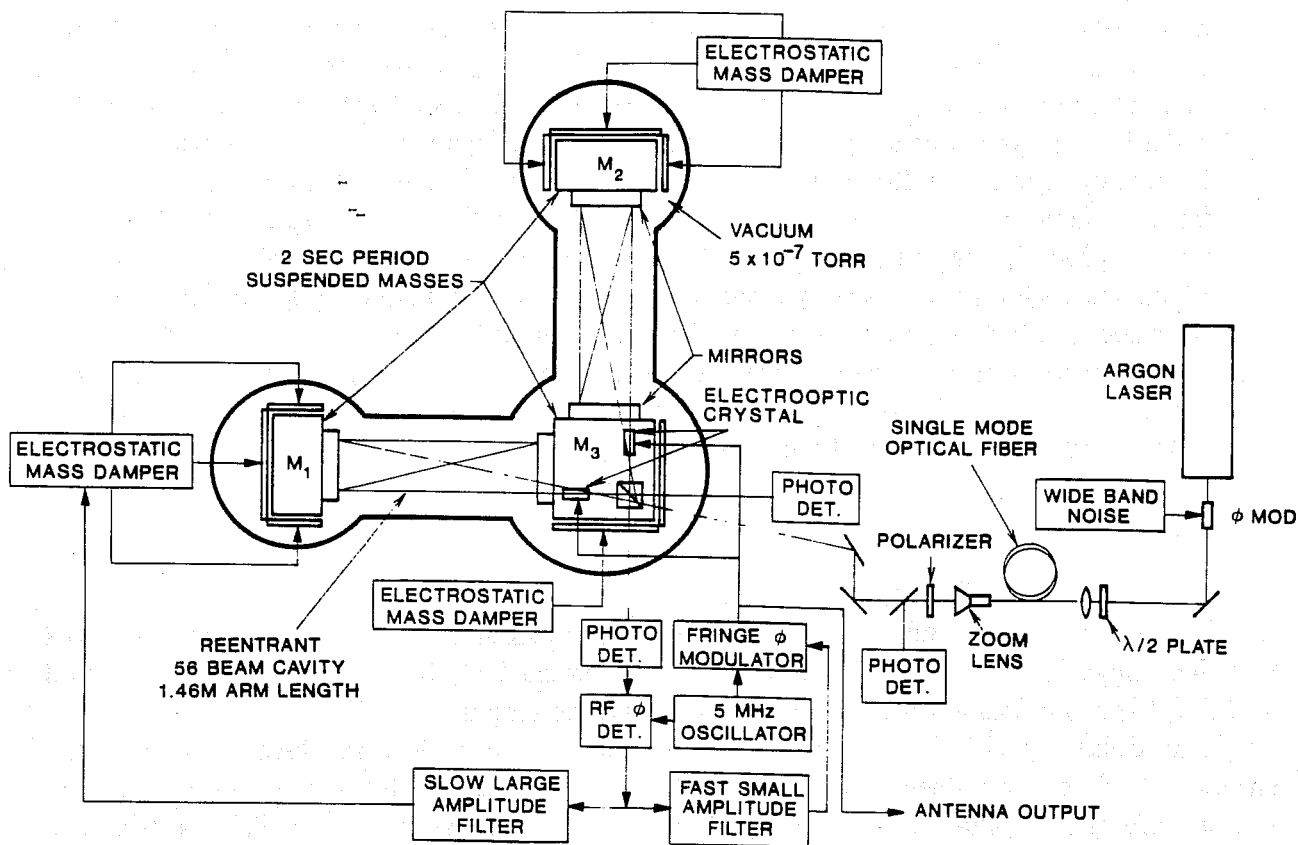 ELECTROSTATIC
MASS DAMPER
M2
VACUUM
5 x 10⁻⁷ TORR
2 SEC PERIOD
SUSPENDED MASSES
MIRRORS
ELECTROOPTIC
CRYSTAL
ARGON
LASER
SINGLE MODE
OPTICAL FIBER
ELECTROSTATIC
MASS DAMPER
M1
M3
PHOTO
DET.
WIDE BAND
NOISE
φ MOD
POLARIZER
ELECTROSTATIC
MASS DAMPER
REENTRANT
56 BEAM CAVITY
1.46M ARM LENGTH
PHOTO
DET.
FRINGE φ
MODULATOR
PHOTO
DET.
ZOOM
LENS
λ/2 PLATE
RF φ
DET.
5 MHz
OSCILLATOR
SLOW LARGE
AMPLITUDE
FILTER
FAST SMALL
AMPLITUDE
FILTER
ANTENNA OUTPUT